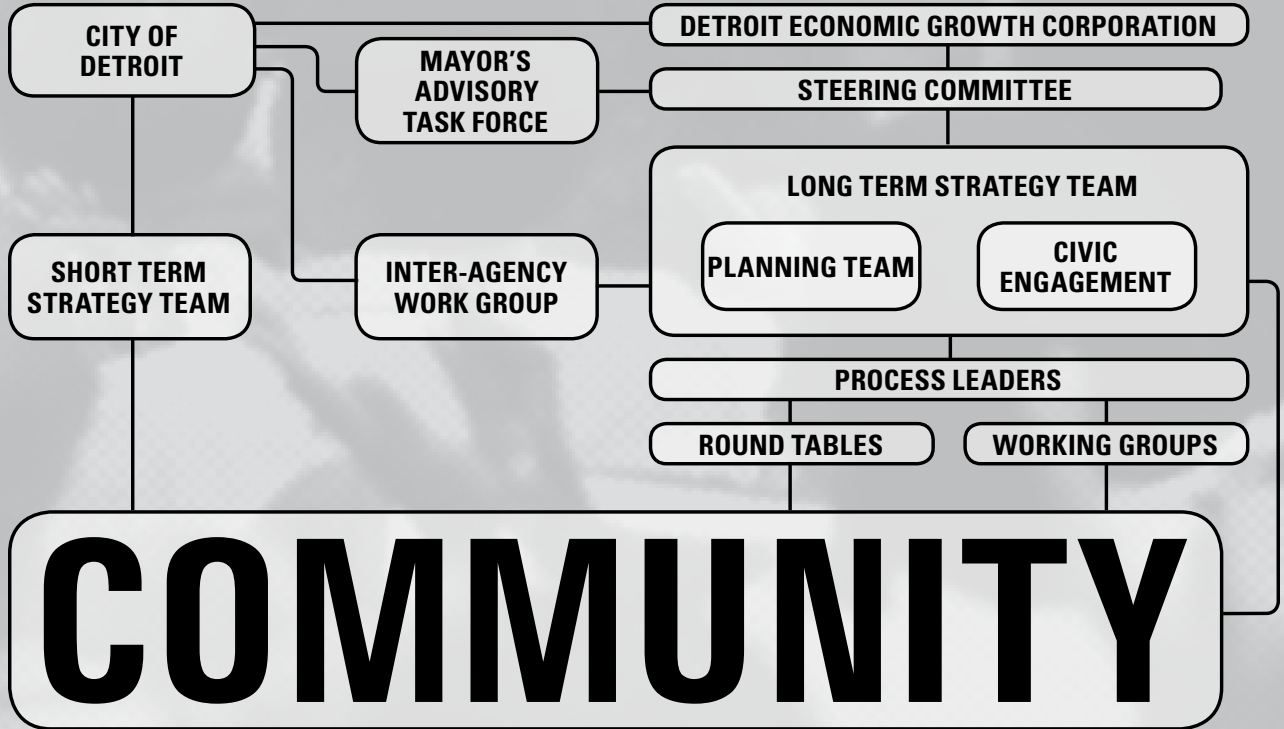 CITY OF
DETROIT
MAYOR'S
ADVISORY
TASK FORCE
DETROIT ECONOMIC GROWTH CORPORATION
STEERING COMMITTEE
LONG TERM STRATEGY TEAM
PLANNING TEAM
CIVIC
ENGAGEMENT
SHORT TERM
STRATEGY TEAM
INTER-AGENCY
WORK GROUP
PROCESS LEADERS
ROUND TABLES
WORKING GROUPS
COMMUNITY